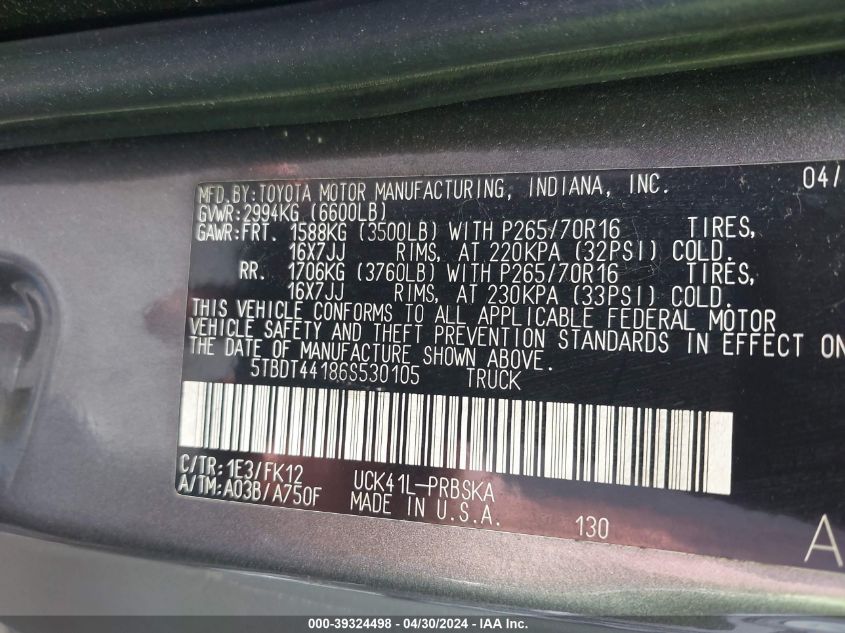 MFD.BY:TOYOTA MOTOR MANUFACTURING, INDIANA, INC. 04/
GVWR:2994KG (6600LB)
GAWR:FRT. 1588KG (3500LB) WITH P265/70R16 TIRES,
16X7JJ RIMS, AT 220KPA (32PSI) COLD.
RR. 1706KG (3760LB) WITH P265/70R16 TIRES,
16X7JJ RIMS, AT 230KPA (33PSI) COLD.
THIS VEHICLE CONFORMS TO ALL APPLICABLE FEDERAL MOTOR
VEHICLE SAFETY AND THEFT PREVENTION STANDARDS IN EFFECT ON
THE DATE OF MANUFACTURE SHOWN ABOVE.
5TBDT44186S530105 TRUCK
C/TR:1E3/FK12 UCK41L-PRBSKA
A/TM:A03B/A750F MADE IN U.S.A. 130
A
000-39324498 - 04/30/2024 - IAA Inc.